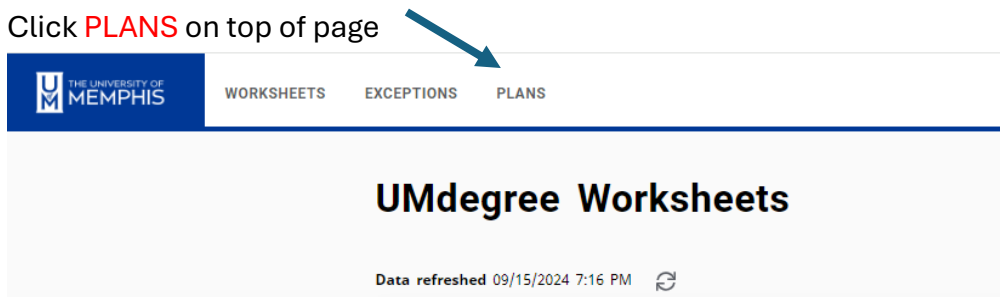 Click PLANS on top of page
THE UNIVERSITY OF
MEMPHIS
WORKSHEETS EXCEPTIONS PLANS
UMdegree Worksheets
Data refreshed 09/15/2024 7:16 PM